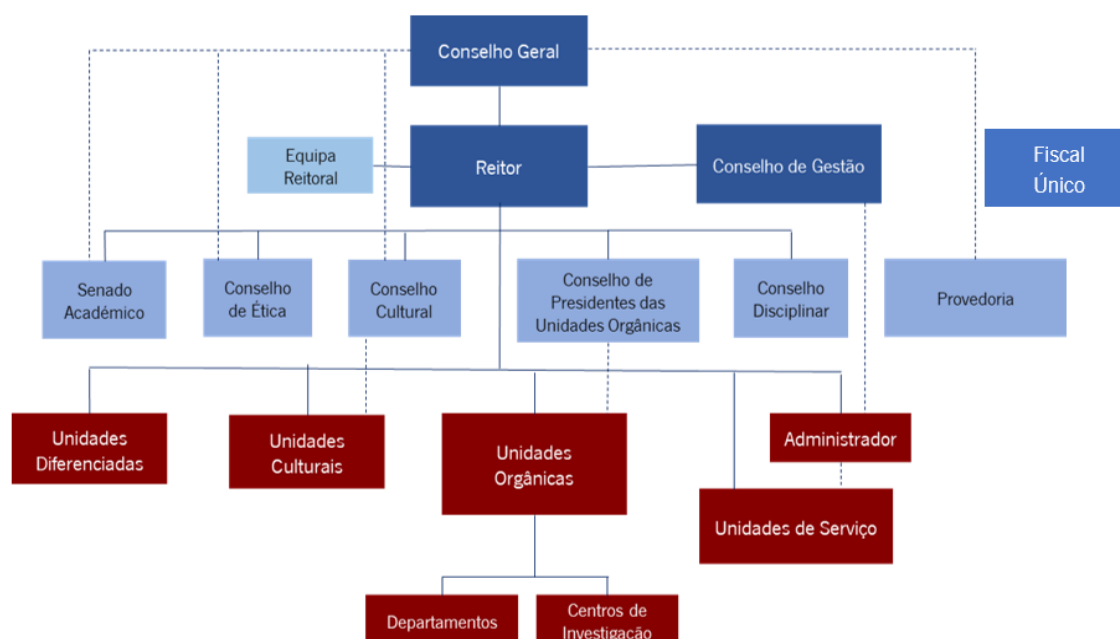 Conselho Geral
Equipa
Reitoral
Reitor
Conselho de Gestão
Fiscal
Único
Senado
Académico
Conselho
de Ética
Conselho
Cultural
Conselho de
Presidentes das
Unidades Orgânicas
Conselho
Disciplinar
Provedoria
Unidades
Diferenciadas
Unidades
Culturais
Unidades
Orgânicas
Administrador
Unidades de Serviço
Departamentos
Centros de
Investigação